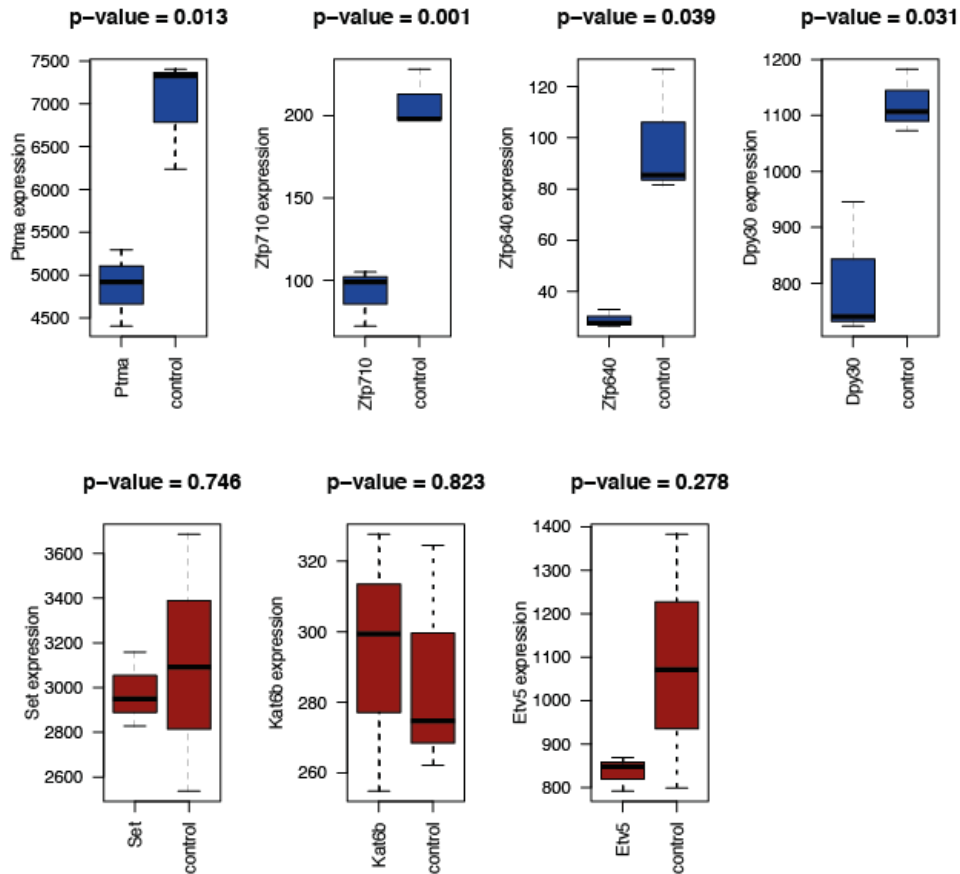 p-value = 0.013
p-value = 0.001
p-value = 0.039
p-value = 0.031
Ptma expression
7500
7000
6500
6000
5500
5000
4500
Ptma
control
Zfp710 expression
200
150
100
Zfp710
control
Zfp640 expression
120
100
80
60
40
Zfp640
control
Dpy30 expression
1200
1100
1000
900
800
Dpy30
control
p-value = 0.746
p-value = 0.823
p-value = 0.278
Set expression
3600
3400
3200
3000
2800
2600
Set
control
Kat6b expression
320
300
280
260
Kat6b
control
Etv5 expression
1400
1300
1200
1100
1000
900
800
Etv5
control